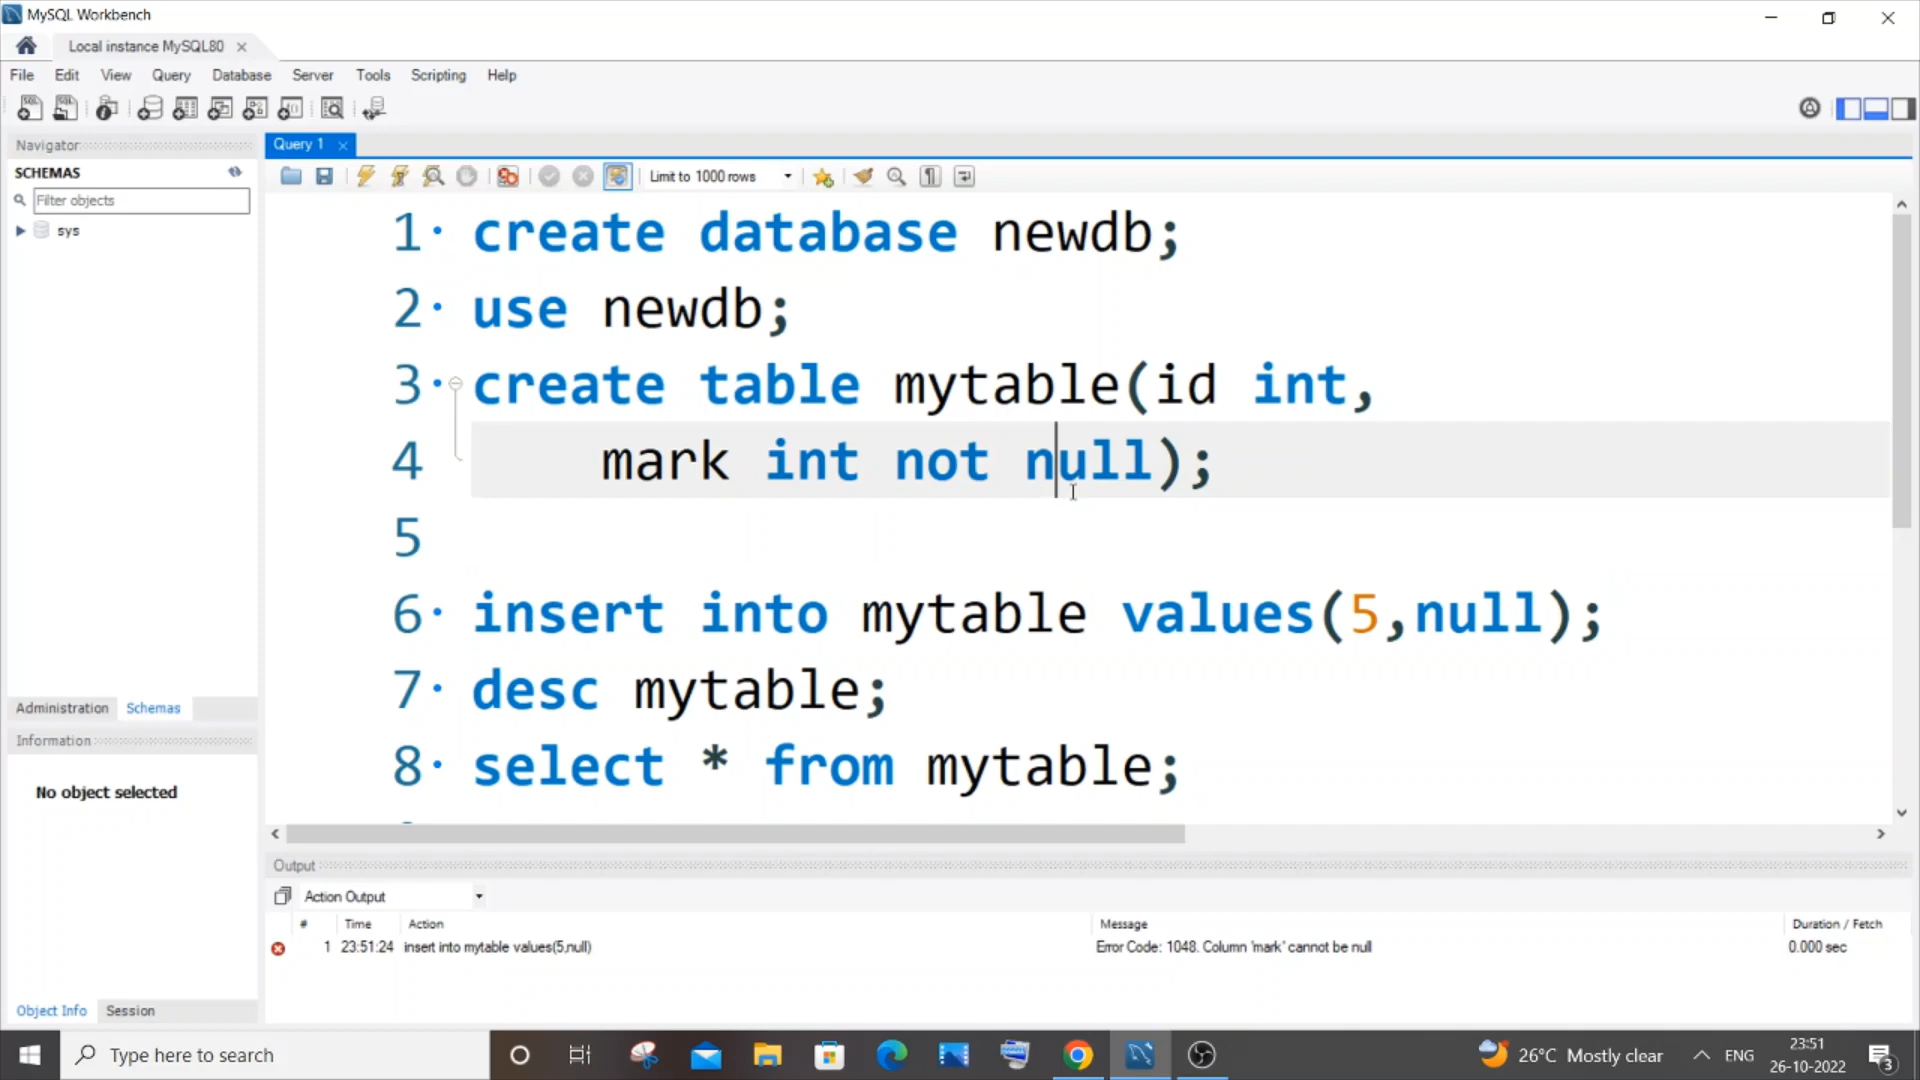 MySQL Workbench
Local instance MySQL80
File Edit View Query Database Server Tools Scripting Help
Navigator
Query 1
SCHEMAS
Limit to 1000 rows
Filter objects
sys
1 create database newdb;
2 use newdb;
3 create table mytable(id int,
4 mark int not null);
5
6 insert into mytable values(5,null);
7 desc mytable;
8 select * from mytable;
Administration Schemas
Information
No object selected
Output
Action Output
# Time Action Message Duration / Fetch
1 23:51:24 insert into mytable values(5,null) Error Code: 1048. Column 'mark' cannot be null 0.000 sec
Object Info Session
Type here to search
26°C Mostly clear
ENG
23:51
26-10-2022
3